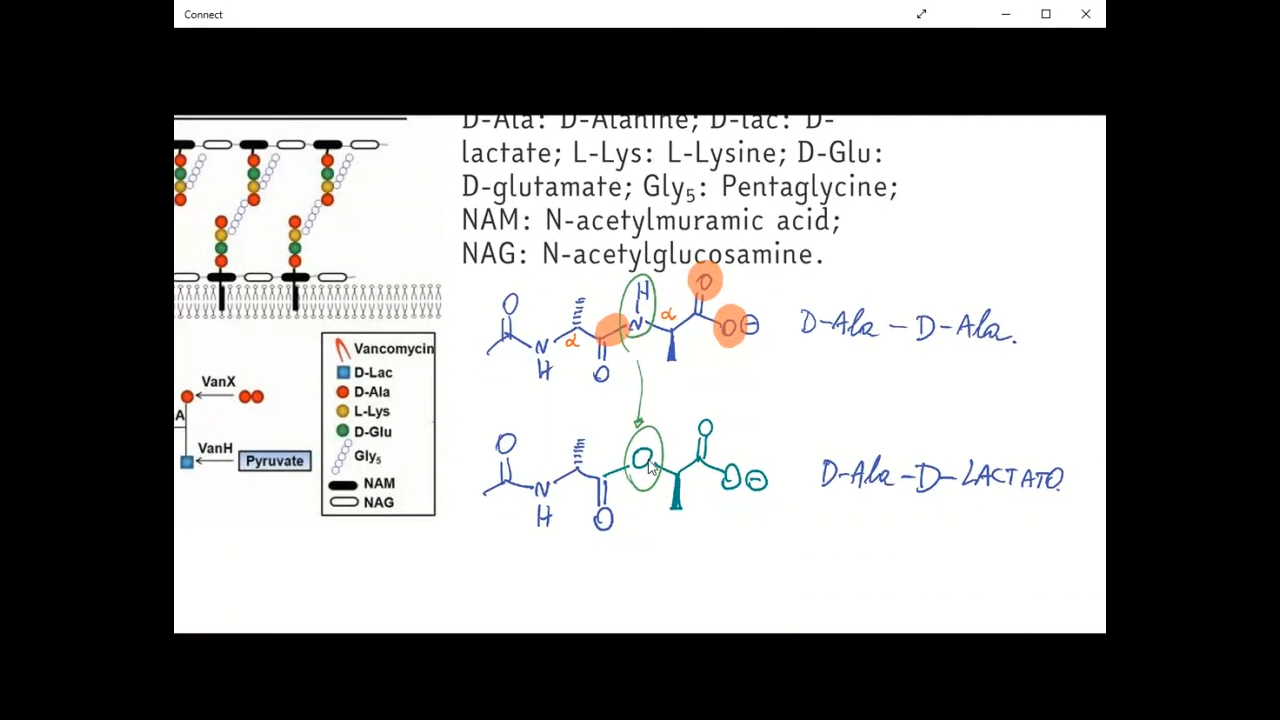 Connect
D-Ala: D-Alanine; D-lac: D-
lactate; L-Lys: L-Lysine; D-Glu:
D-glutamate; Gly5: Pentaglycine;
NAM: N-acetylmuramic acid;
NAG: N-acetylglucosamine.
O
H
O
N
α
α
N
H
O
O⊖
D-Ala - D-Ala.
Vancomycin
D-Lac
D-Ala
L-Lys
D-Glu
Gly5
NAM
NAG
VanX
A
VanH
Pyruvate
O
O
O
N
H
O
O⊖
D-Ala - D-LACTATO.